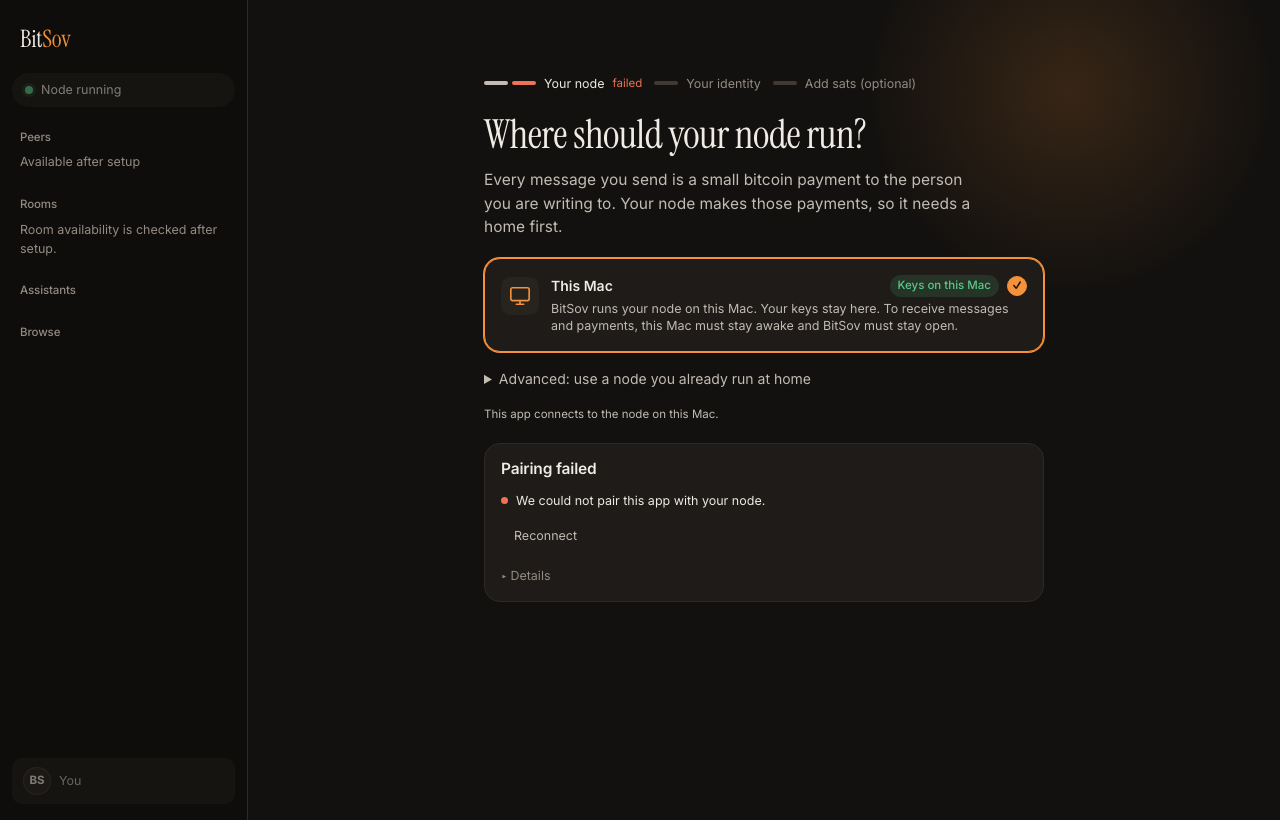 BitSov
Node running
Peers
Available after setup
Rooms
Room availability is checked after
setup.
Assistants
Browse
BS You
Your node failed Your identity Add sats (optional)
Where should your node run?
Every message you send is a small bitcoin payment to the person
you are writing to. Your node makes those payments, so it needs a
home first.
This Mac Keys on this Mac
BitSov runs your node on this Mac. Your keys stay here. To receive messages
and payments, this Mac must stay awake and BitSov must stay open.
Advanced: use a node you already run at home
This app connects to the node on this Mac.
Pairing failed
We could not pair this app with your node.
Reconnect
Details